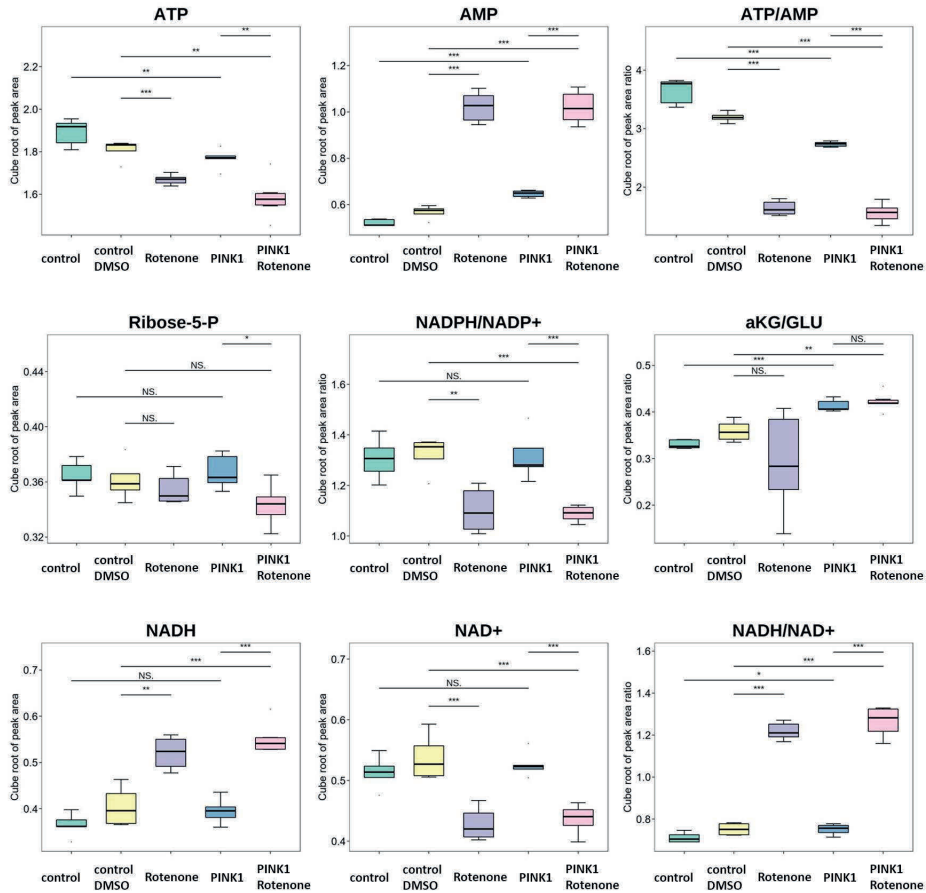 ATP
Cube root of peak area
2.0
1.8
1.6
**
**
**
***
control
control DMSO
Rotenone
PINK1
PINK1 Rotenone
AMP
Cube root of peak area
1.2
1.0
0.8
0.6
***
***
***
***
control
control DMSO
Rotenone
PINK1
PINK1 Rotenone
ATP/AMP
Cube root of peak area ratio
4
3
2
***
***
***
***
control
control DMSO
Rotenone
PINK1
PINK1 Rotenone
Ribose-5-P
Cube root of peak area
0.44
0.40
0.36
0.32
*
NS.
NS.
NS.
control
control DMSO
Rotenone
PINK1
PINK1 Rotenone
NADPH/NADP+
Cube root of peak area ratio
1.6
1.4
1.2
1.0
***
***
NS.
**
control
control DMSO
Rotenone
PINK1
PINK1 Rotenone
aKG/GLU
Cube root of peak area ratio
0.5
0.4
0.3
0.2
NS.
**
***
NS.
control
control DMSO
Rotenone
PINK1
PINK1 Rotenone
NADH
Cube root of peak area
0.7
0.6
0.5
0.4
***
***
NS.
**
control
control DMSO
Rotenone
PINK1
PINK1 Rotenone
NAD+
Cube root of peak area
0.7
0.6
0.5
0.4
***
***
NS.
***
control
control DMSO
Rotenone
PINK1
PINK1 Rotenone
NADH/NAD+
Cube root of peak area ratio
1.6
1.4
1.2
1.0
0.8
***
***
*
***
control
control DMSO
Rotenone
PINK1
PINK1 Rotenone